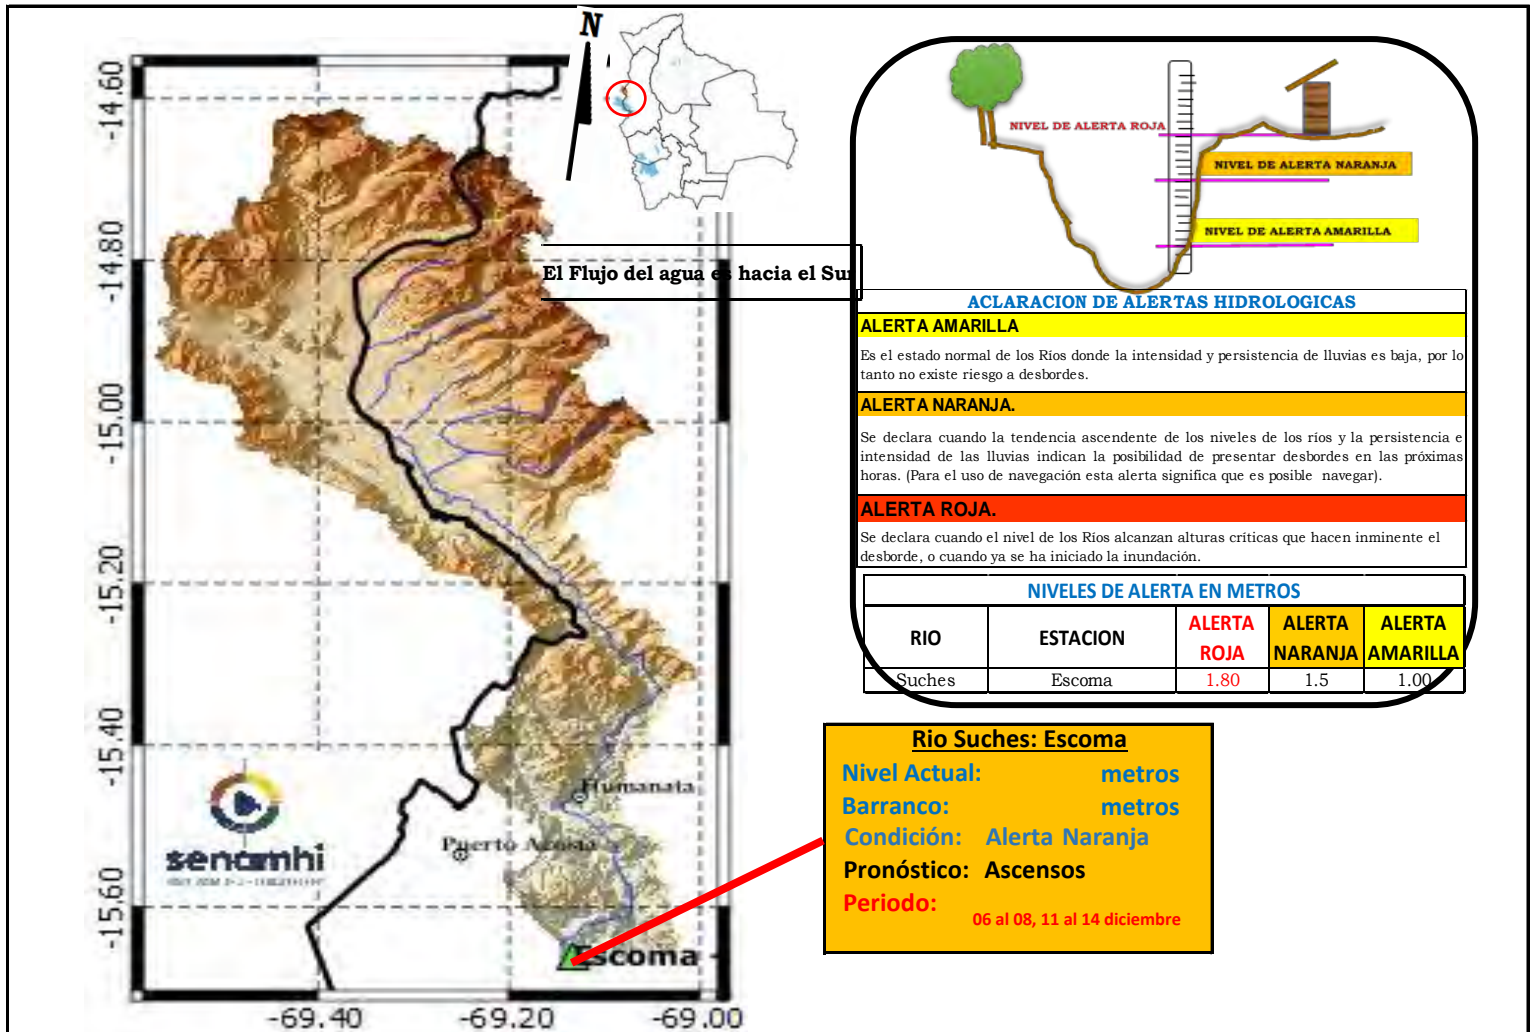 N
-14.60
-14.80
-15.00
-15.20
-15.40
-15.60
-69.40
-69.20
-69.00
El Flujo del agua es hacia el Sur
Humanata
Puerto Acosta
Escoma
senamhi
NIVEL DE ALERTA ROJA
NIVEL DE ALERTA NARANJA
NIVEL DE ALERTA AMARILLA
ACLARACION DE ALERTAS HIDROLOGICAS
ALERTA AMARILLA
Es el estado normal de los Ríos donde la intensidad y persistencia de lluvias es baja, por lo
tanto no existe riesgo a desbordes.
ALERTA NARANJA.
Se declara cuando la tendencia ascendente de los niveles de los ríos y la persistencia e
intensidad de las lluvias indican la posibilidad de presentar desbordes en las próximas
horas. (Para el uso de navegación esta alerta significa que es posible navegar).
ALERTA ROJA.
Se declara cuando el nivel de los Ríos alcanzan alturas críticas que hacen inminente el
desborde, o cuando ya se ha iniciado la inundación.
NIVELES DE ALERTA EN METROS
RIO ESTACION ALERTA ROJA ALERTA NARANJA ALERTA AMARILLA
Suches Escoma 1.80 1.5 1.00
Rio Suches: Escoma
Nivel Actual: metros
Barranco: metros
Condición: Alerta Naranja
Pronóstico: Ascensos
Periodo:
06 al 08, 11 al 14 diciembre